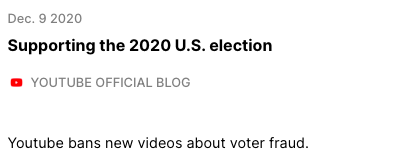 Dec. 9 2020
Supporting the 2020 U.S. election
YOUTUBE OFFICIAL BLOG
Youtube bans new videos about voter fraud.